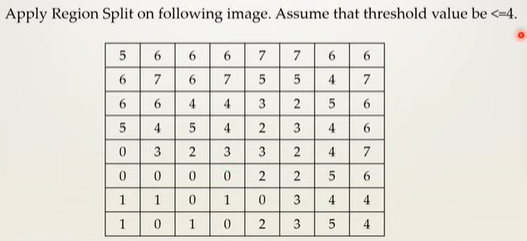 Apply Region Split on following image. Assume that threshold value be <=4.
5 6 6 6 7 7 6 6
6 7 6 7 5 5 4 7
6 6 4 4 3 2 5 6
5 4 5 4 2 3 4 6
0 3 2 3 3 2 4 7
0 0 0 0 2 2 5 6
1 1 0 1 0 3 4 4
1 0 1 0 2 3 5 4